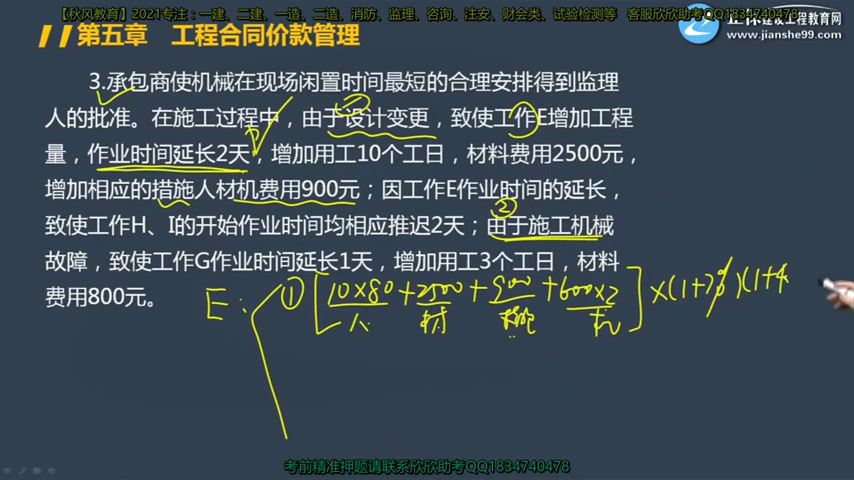 【秋风教育】2021专注：一建、二建、一造、二造、消防、监理、咨询、注安、财会类、试验检测等 客服欣欣助考QQ1834740478
第五章 工程合同价款管理
建设工程教育网
www.jianshe99.com
3.承包商使机械在现场闲置时间最短的合理安排得到监理
人的批准。在施工过程中，由于设计变更，致使工作E增加工程
量，作业时间延长2天，增加用工10个工日，材料费用2500元，
增加相应的措施人材机费用900元；因工作E作业时间的延长，
致使工作H、I的开始作业时间均相应推迟2天；由于施工机械
故障，致使工作G作业时间延长1天，增加用工3个工日，材料
费用800元。
①
②
E： ① [10×80+2500+900+600×2]×(1+7%)(1+4
人 材 措 机
考前精准押题请联系欣欣助考QQ1834740478